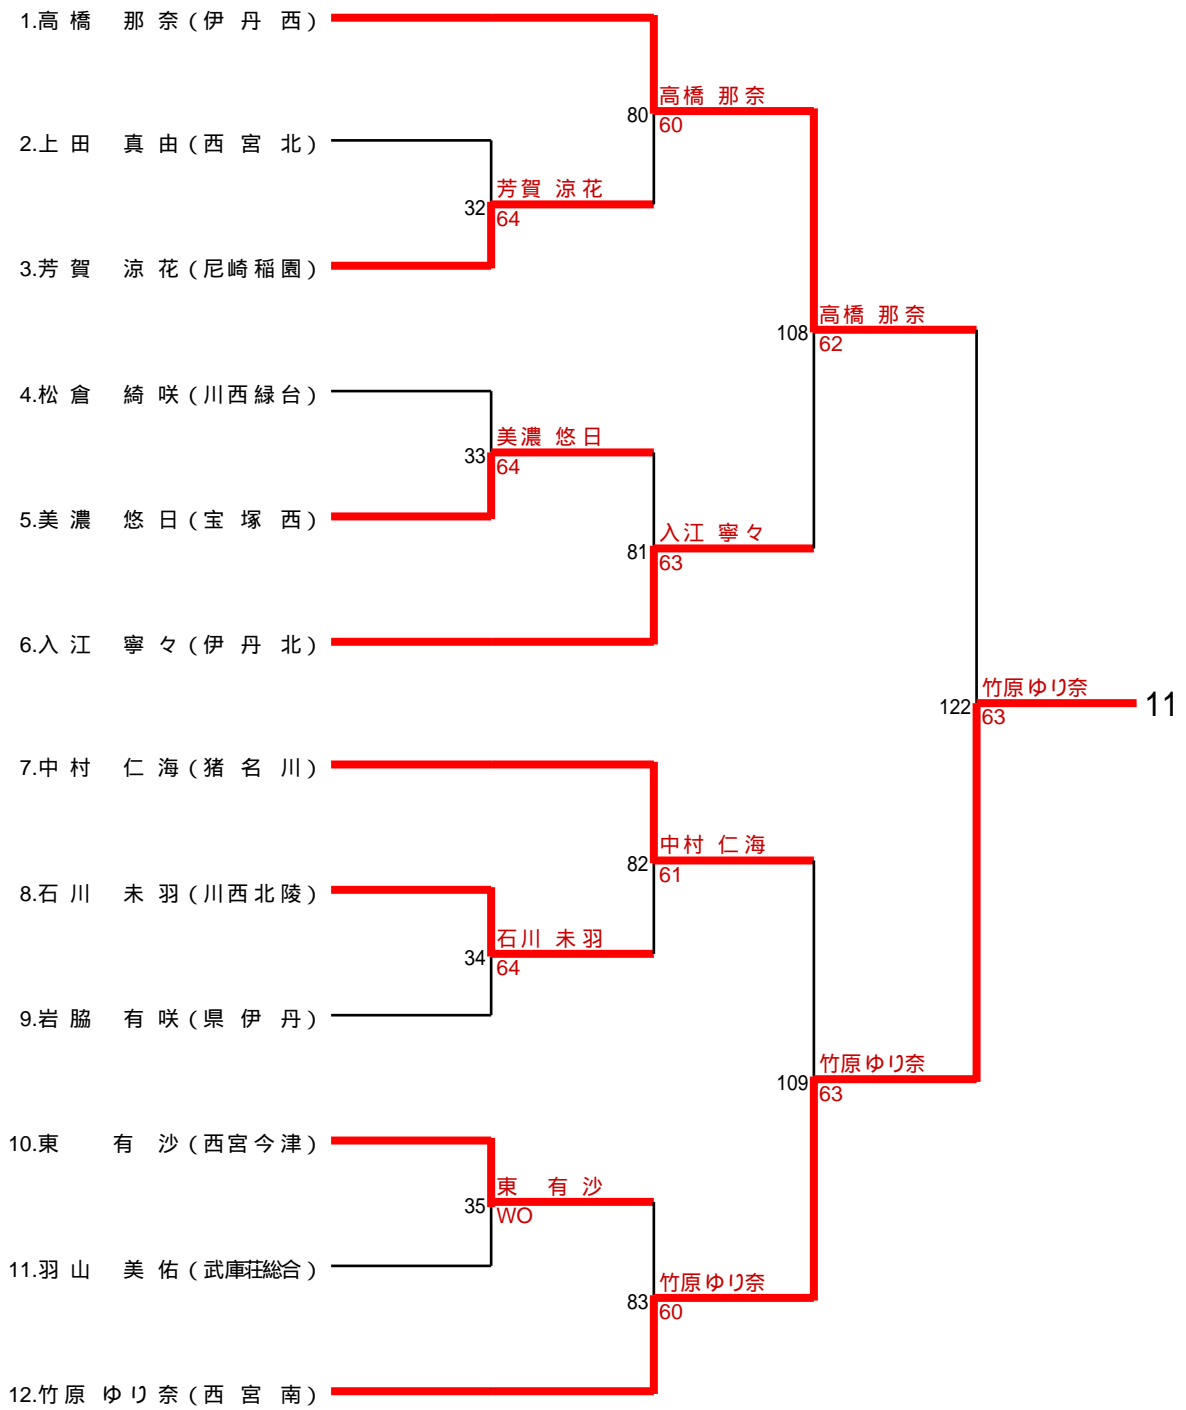 1.高橋 那奈(伊丹西)
高橋 那奈
80
60
2.上田 真由(西宮北)
芳賀 涼花
32
64
3.芳賀 涼花(尼崎稲園)
高橋 那奈
108
62
4.松倉 綺咲(川西緑台)
美濃 悠日
33
64
5.美濃 悠日(宝塚西)
入江 寧々
81
63
6.入江 寧々(伊丹北)
竹原ゆり奈
122
63
11
7.中村 仁海(猪名川)
中村 仁海
82
61
8.石川 未羽(川西北陵)
石川 未羽
34
64
9.岩脇 有咲(県伊丹)
竹原ゆり奈
109
63
10.東 有沙(西宮今津)
東 有沙
35
WO
11.羽山 美佑(武庫荘総合)
竹原ゆり奈
83
60
12.竹原 ゆり奈(西宮南)